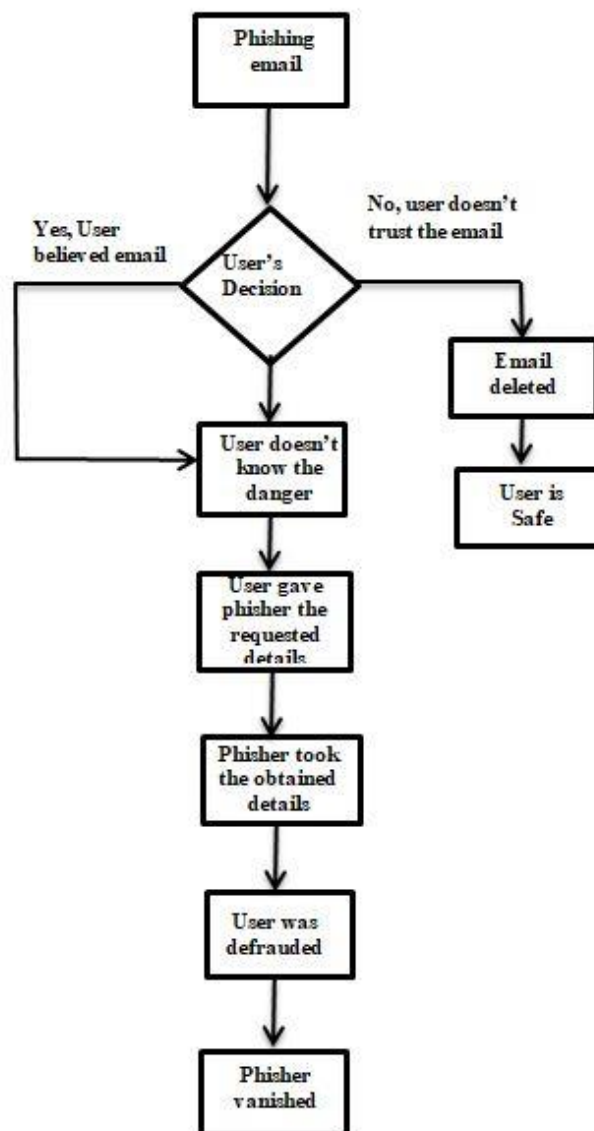 Phishing
email
Yes, User
believed email
No, user doesn’t
trust the email
User’s
Decision
Email
deleted
User is
Safe
User doesn’t
know the
danger
User gave
phisher the
requested
details
Phisher took
the obtained
details
User was
defrauded
Phisher
vanished